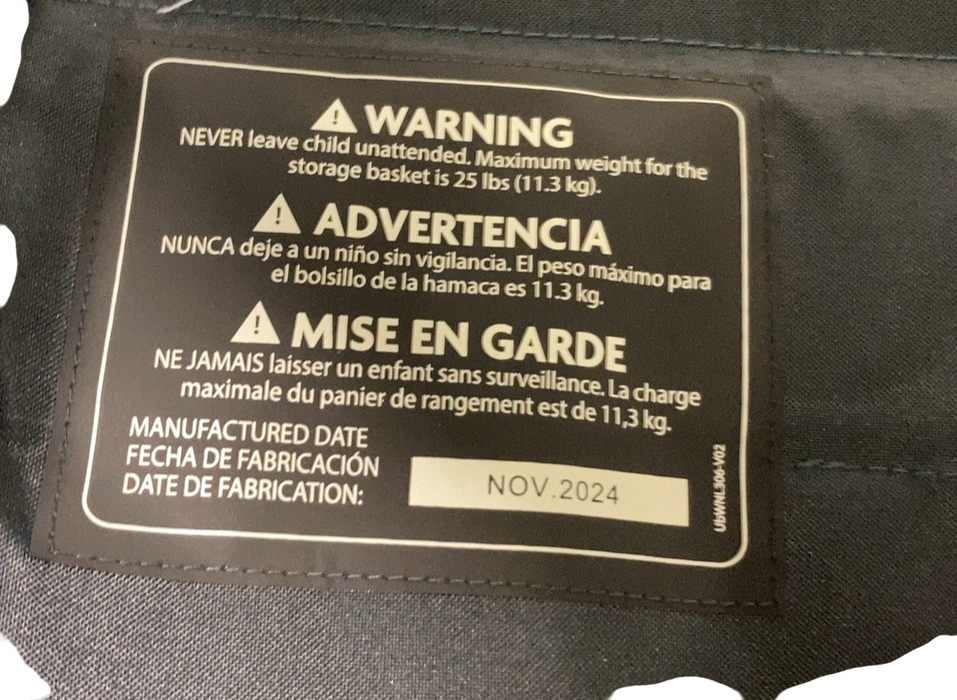 WARNING
NEVER leave child unattended. Maximum weight for the
storage basket is 25 lbs (11.3 kg).
ADVERTENCIA
NUNCA deje a un niño sin vigilancia. El peso máximo para
el bolsillo de la hamaca es 11.3 kg.
MISE EN GARDE
NE JAMAIS laisser un enfant sans surveillance. La charge
maximale du panier de rangement est de 11,3 kg.
MANUFACTURED DATE
FECHA DE FABRICACIÓN
DATE DE FABRICATION:
NOV.2024
UbWNL306-V02